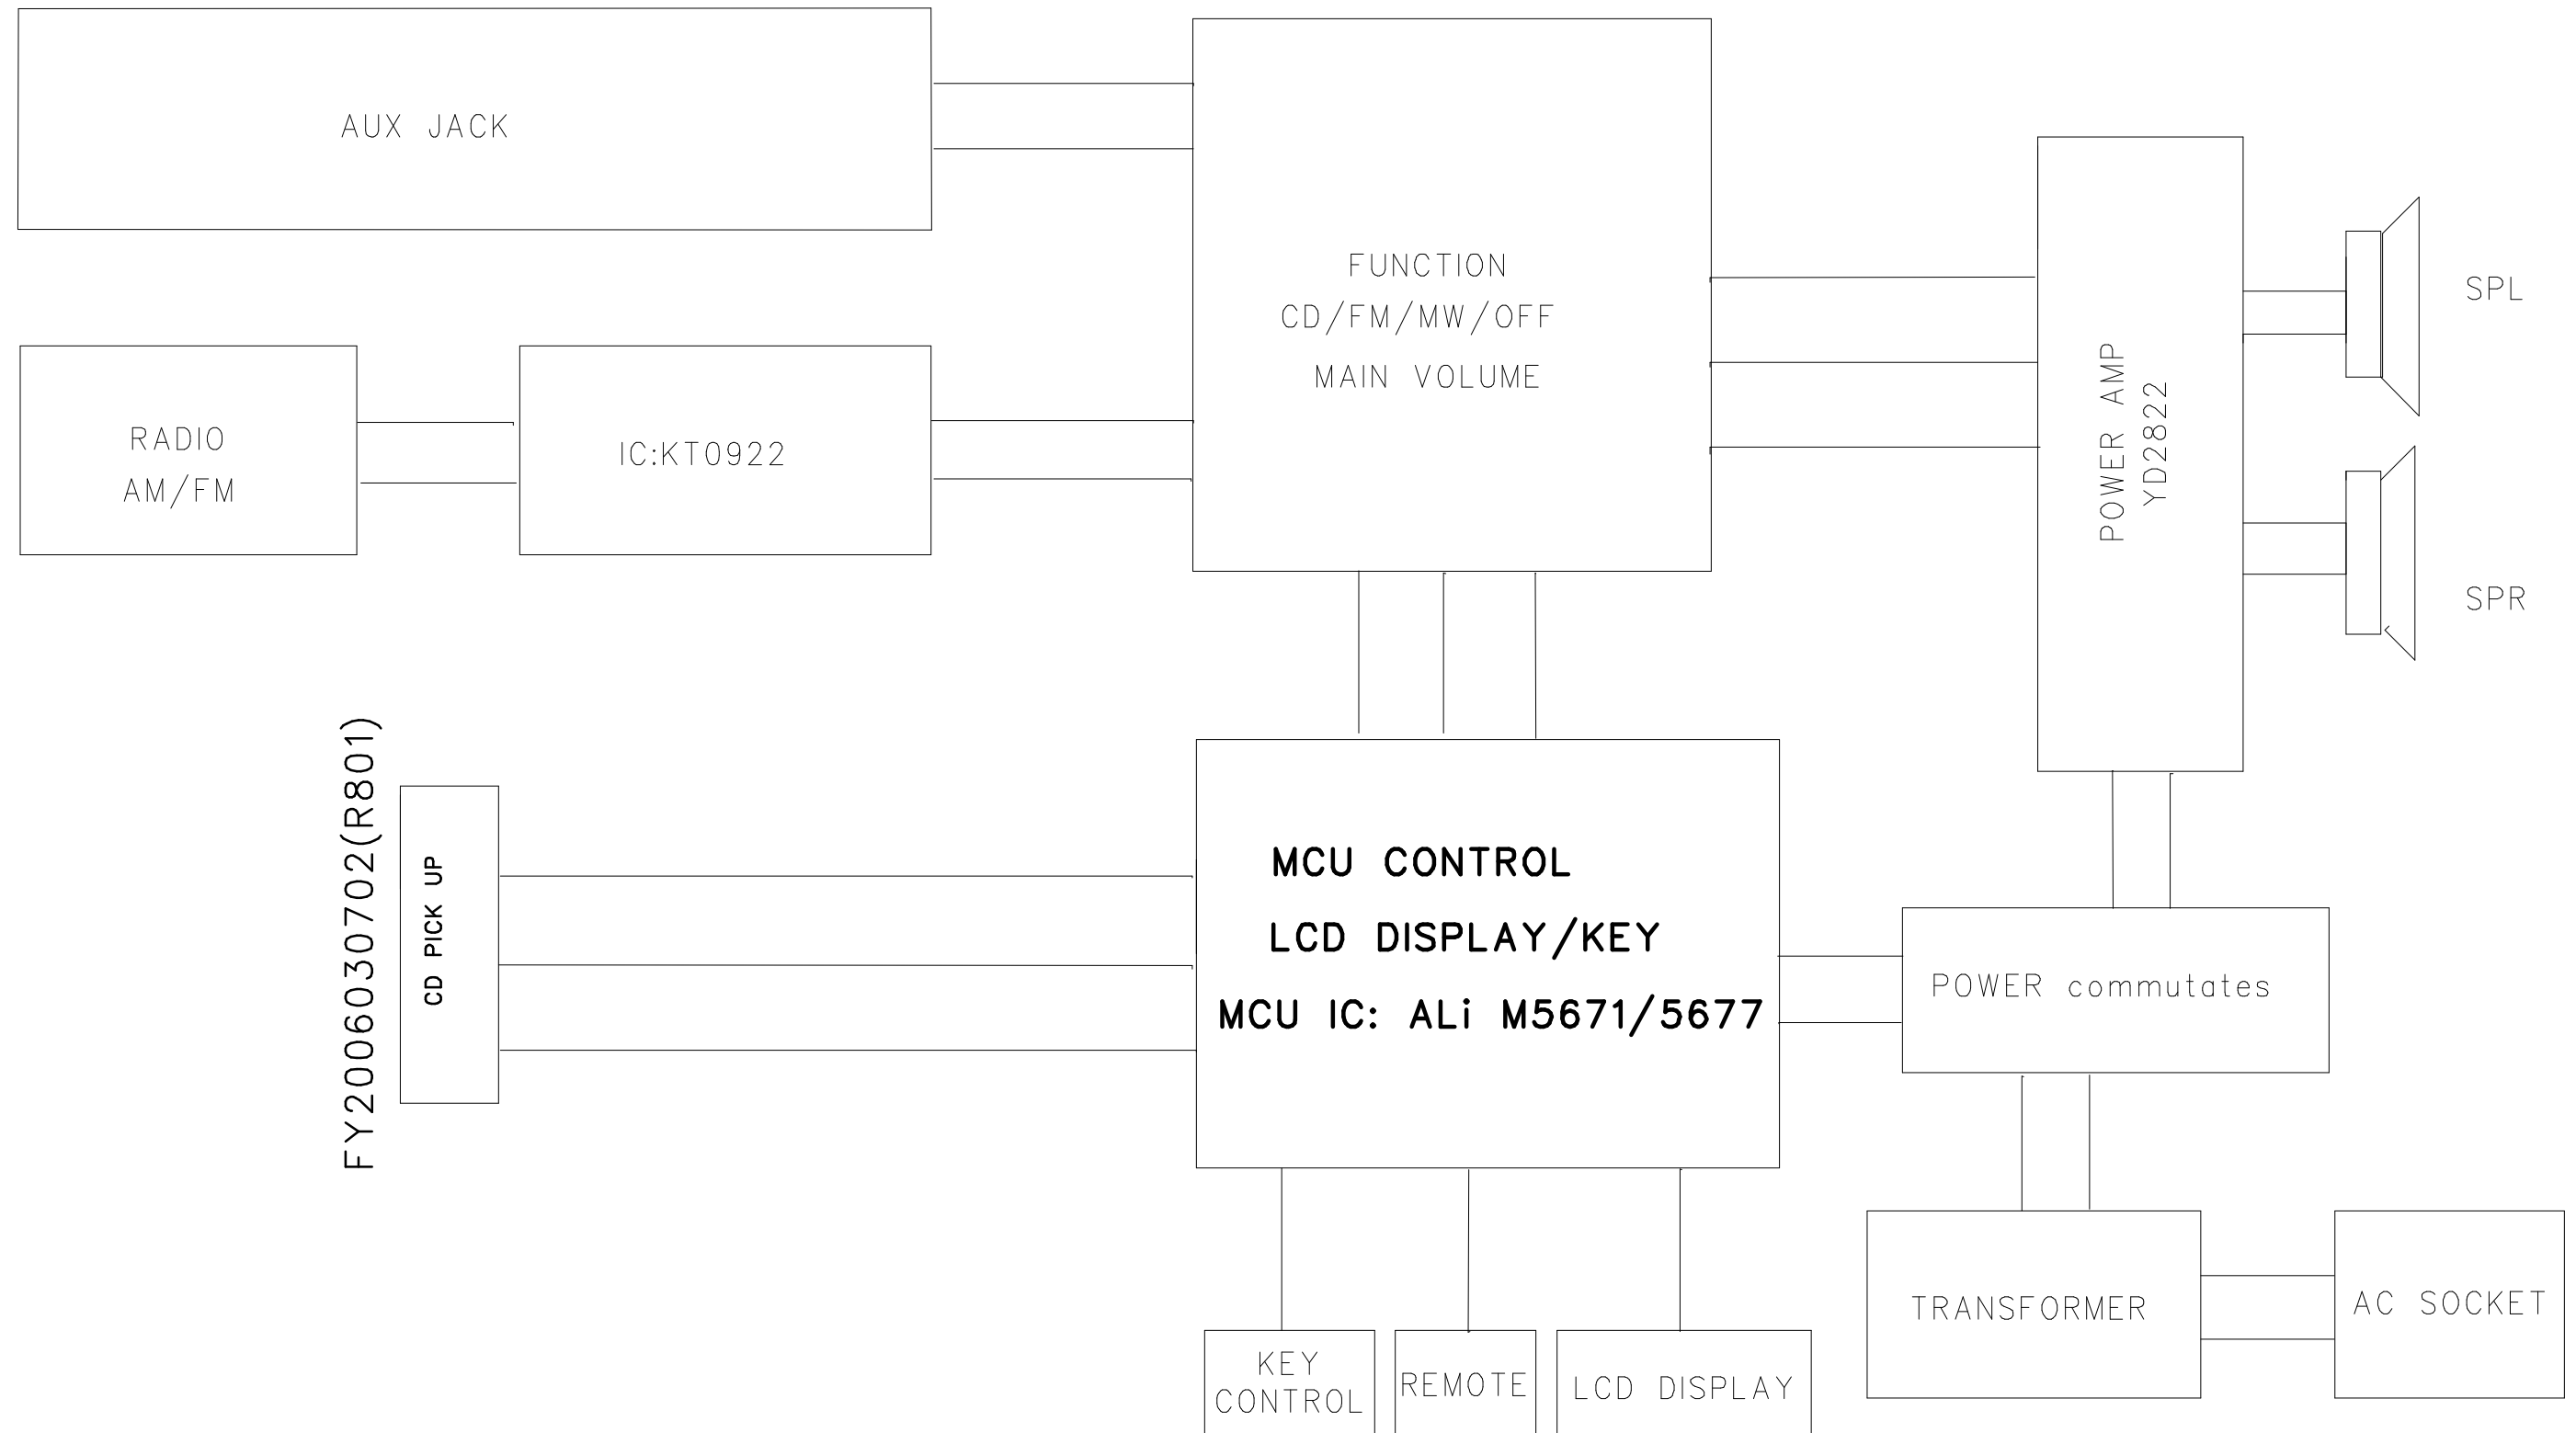 AUX JACK
FUNCTION
CD/FM/MW/OFF
MAIN VOLUME
SPL
RADIO
AM/FM
IC:KT0922
POWER AMP
YD2822
SPR
FY2006030702(R801)
CD PICK UP
MCU CONTROL
LCD DISPLAY/KEY
MCU IC: ALi M5671/5677
POWER commutates
TRANSFORMER
AC SOCKET
KEY
CONTROL
REMOTE
LCD DISPLAY